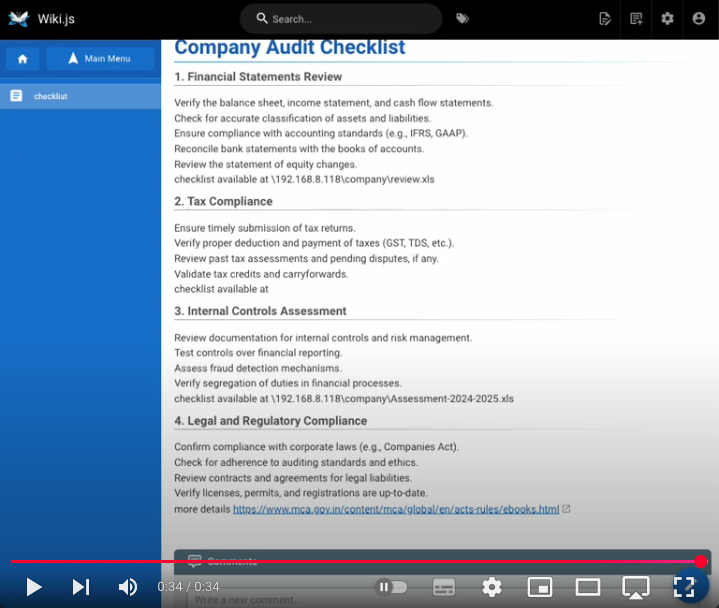 Wiki.js
Search...
Main Menu
checklist
Company Audit Checklist
1. Financial Statements Review
Verify the balance sheet, income statement, and cash flow statements.
Check for accurate classification of assets and liabilities.
Ensure compliance with accounting standards (e.g., IFRS, GAAP).
Reconcile bank statements with the books of accounts.
Review the statement of equity changes.
checklist available at \192.168.8.118\company\review.xls
2. Tax Compliance
Ensure timely submission of tax returns.
Verify proper deduction and payment of taxes (GST, TDS, etc.).
Review past tax assessments and pending disputes, if any.
Validate tax credits and carryforwards.
checklist available at
3. Internal Controls Assessment
Review documentation for internal controls and risk management.
Test controls over financial reporting.
Assess fraud detection mechanisms.
Verify segregation of duties in financial processes.
checklist available at \192.168.8.118\company\Assessment-2024-2025.xls
4. Legal and Regulatory Compliance
Confirm compliance with corporate laws (e.g., Companies Act).
Check for adherence to auditing standards and ethics.
Review contracts and agreements for legal liabilities.
Verify licenses, permits, and registrations are up-to-date.
more details https://www.mca.gov.in/content/mca/global/en/acts-rules/ebooks.html
Comments
0:34 / 0:34
Write a new comment...